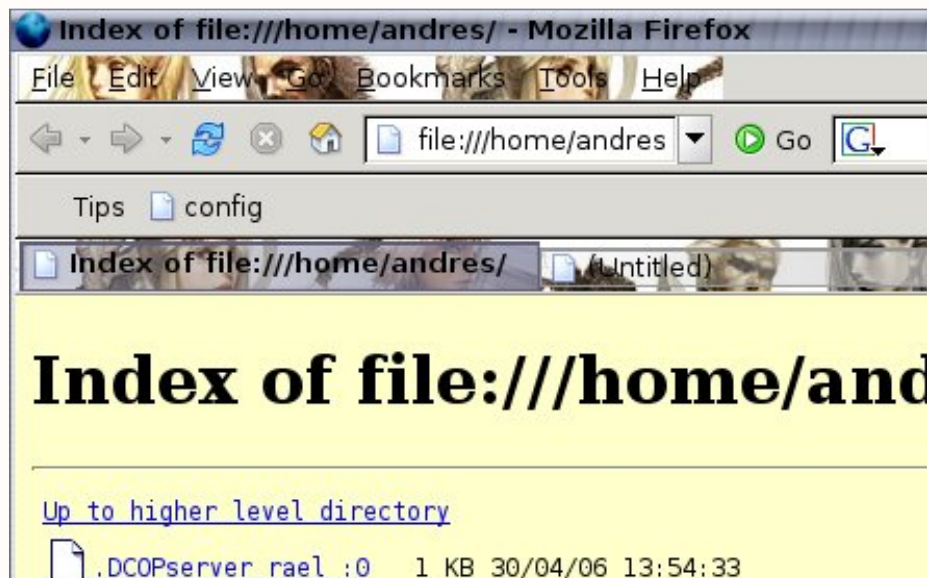 Index of file:///home/andres/ - Mozilla Firefox
File Edit View Go Bookmarks Tools Help
file:///home/andres Go G
Tips config
Index of file:///home/andres/ (Untitled)
Index of file:///home/and
Up to higher level directory
.DCOPserver rael :0 1 KB 30/04/06 13:54:33